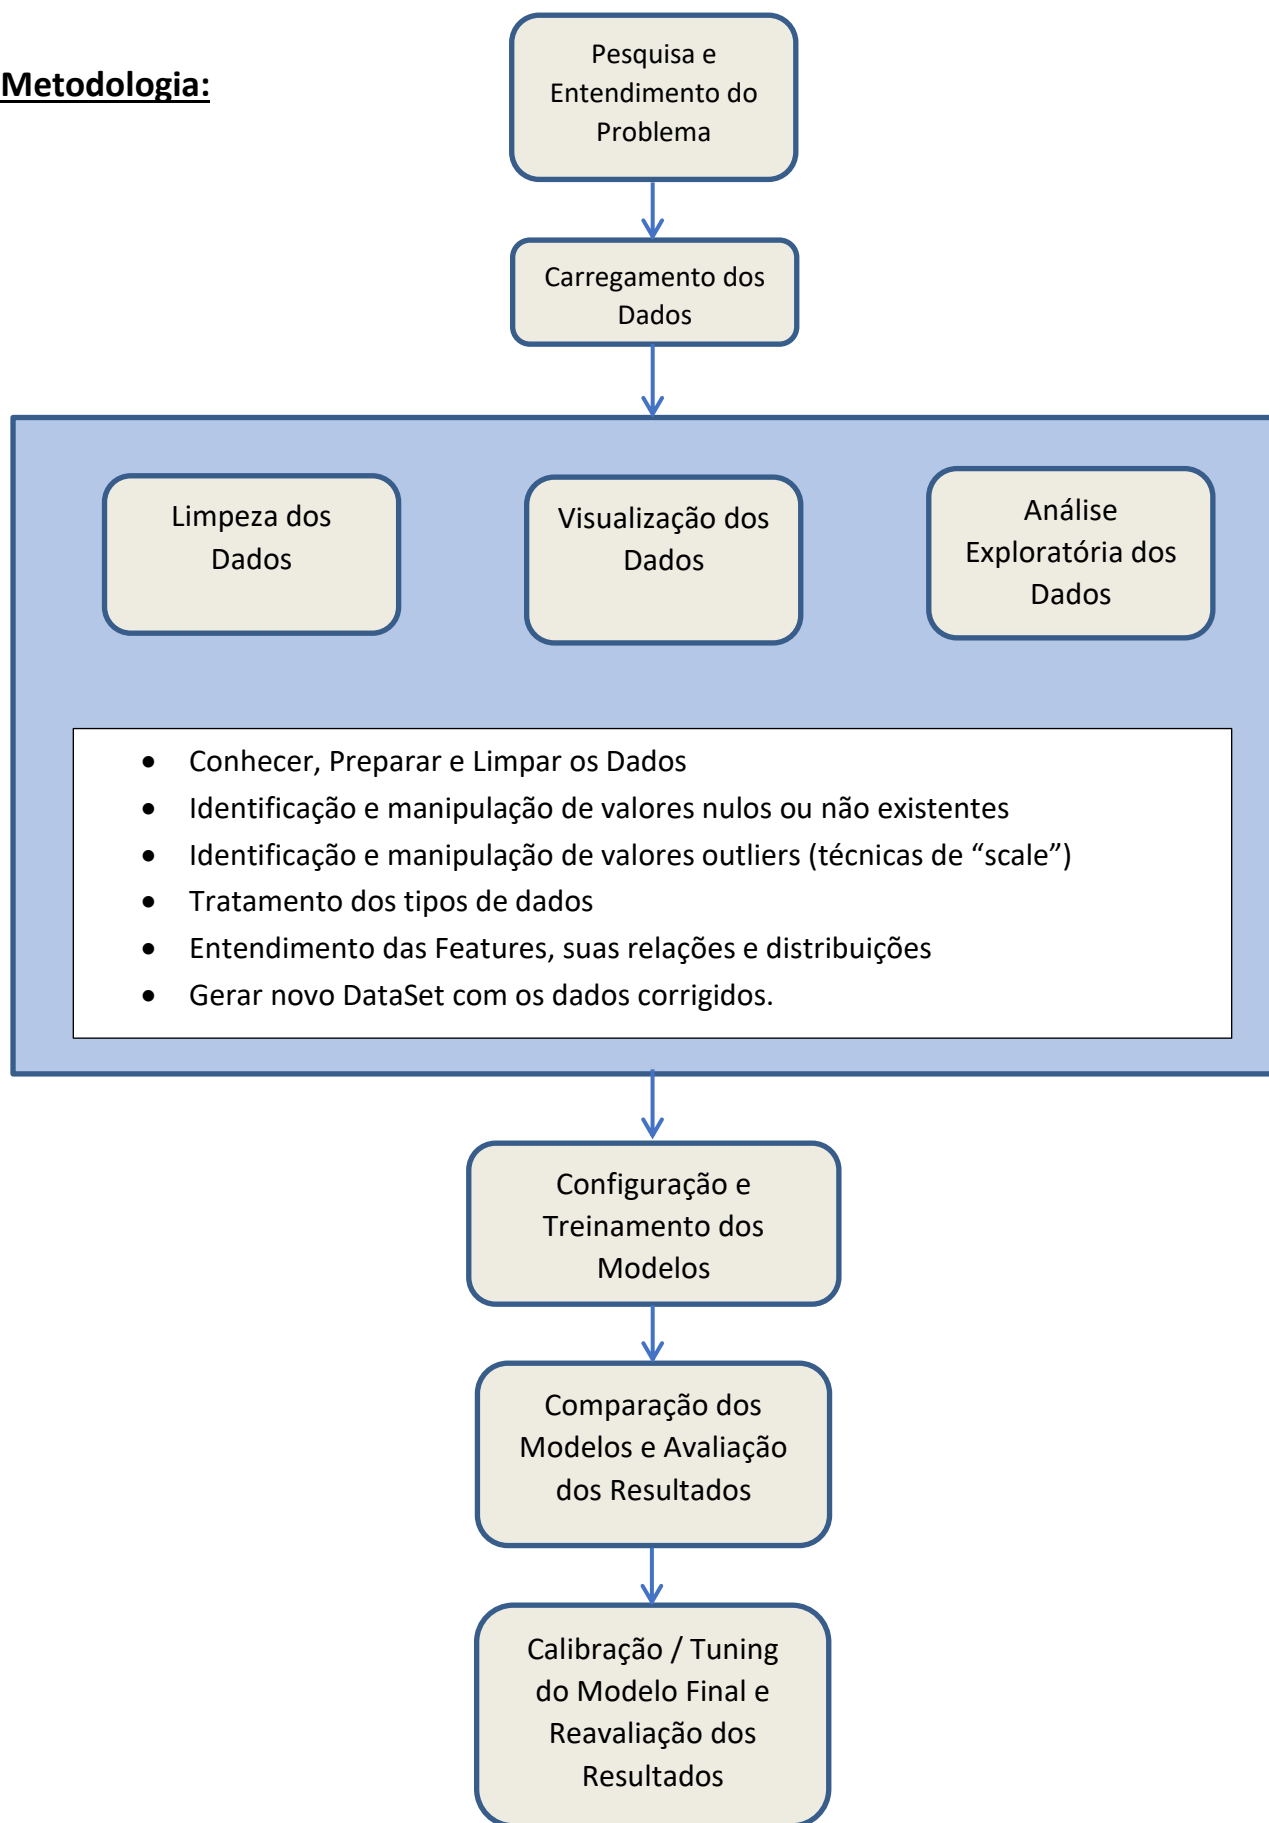 Metodologia:
Pesquisa e
Entendimento do
Problema
Carregamento dos
Dados
Limpeza dos
Dados
Visualização dos
Dados
Análise
Exploratória dos
Dados
• Conhecer, Preparar e Limpar os Dados
• Identificação e manipulação de valores nulos ou não existentes
• Identificação e manipulação de valores outliers (técnicas de “scale”)
• Tratamento dos tipos de dados
• Entendimento das Features, suas relações e distribuições
• Gerar novo DataSet com os dados corrigidos.
Configuração e
Treinamento dos
Modelos
Comparação dos
Modelos e Avaliação
dos Resultados
Calibração / Tuning
do Modelo Final e
Reavaliação dos
Resultados